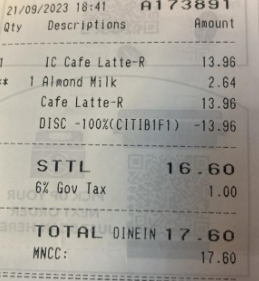 21/09/2023 18:41 A173891
Qty Descriptions Amount
1 IC Cafe Latte-R 13.96
** 1 Almond Milk 2.64
Cafe Latte-R 13.96
DISC -100%(CITIB1F1) -13.96
STTL 16.60
6% Gov Tax 1.00
TOTAL DINEIN 17.60
MNCC: 17.60